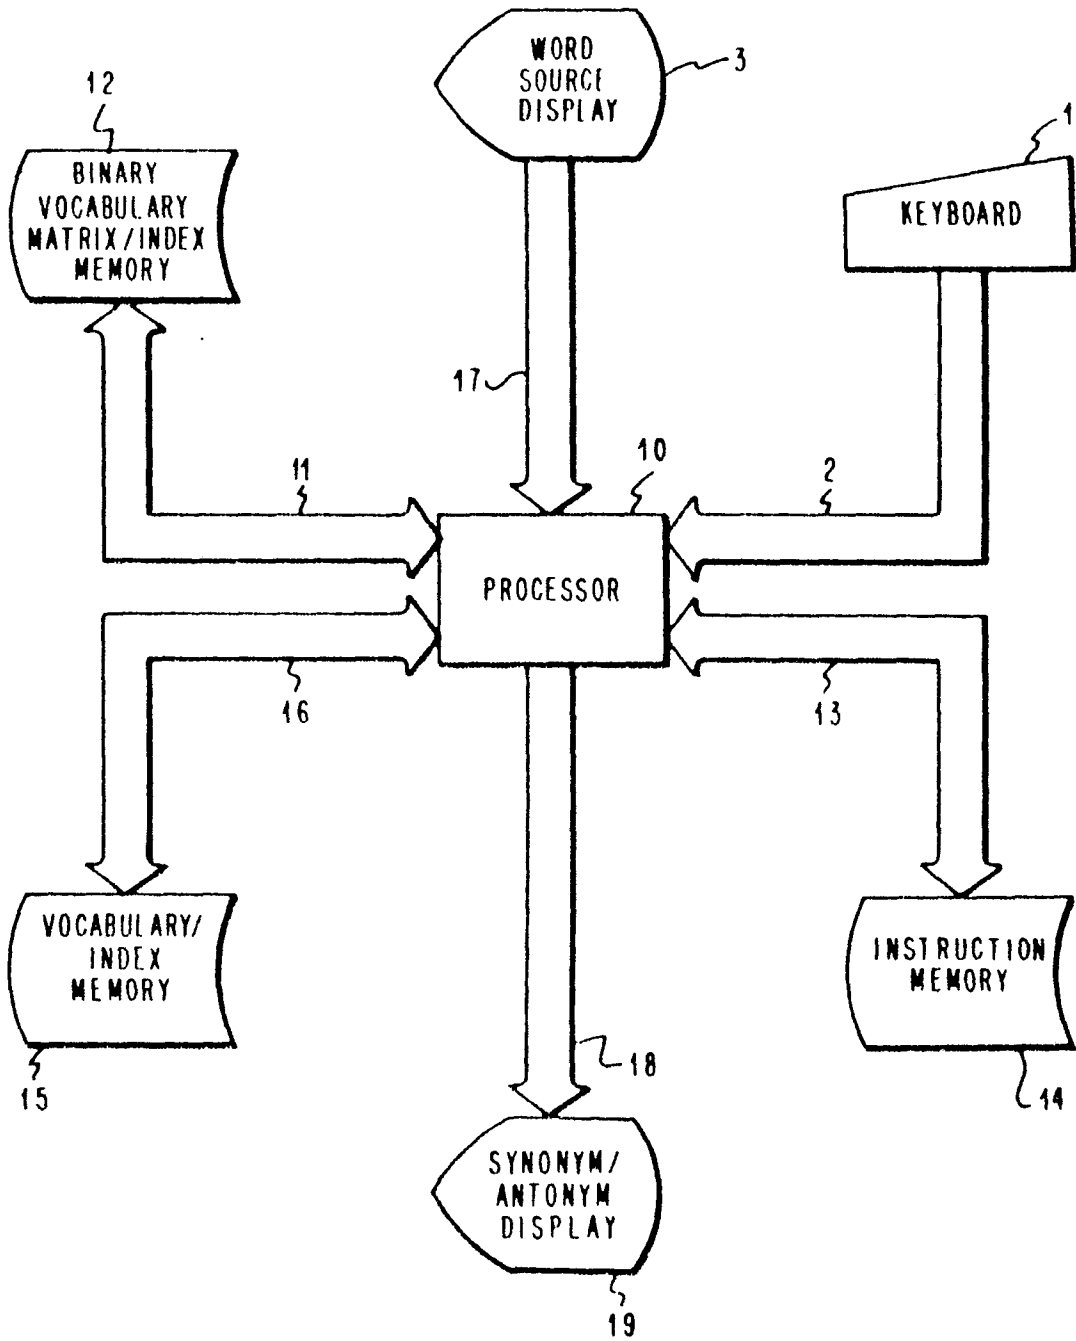 WORD
SOURCE
DISPLAY
3
12
BINARY
VOCABULARY
MATRIX/INDEX
MEMORY
1
KEYBOARD
17
11
10
2
PROCESSOR
16
13
VOCABULARY/
INDEX
MEMORY
15
INSTRUCTION
MEMORY
14
18
SYNONYM/
ANTONYM
DISPLAY
19